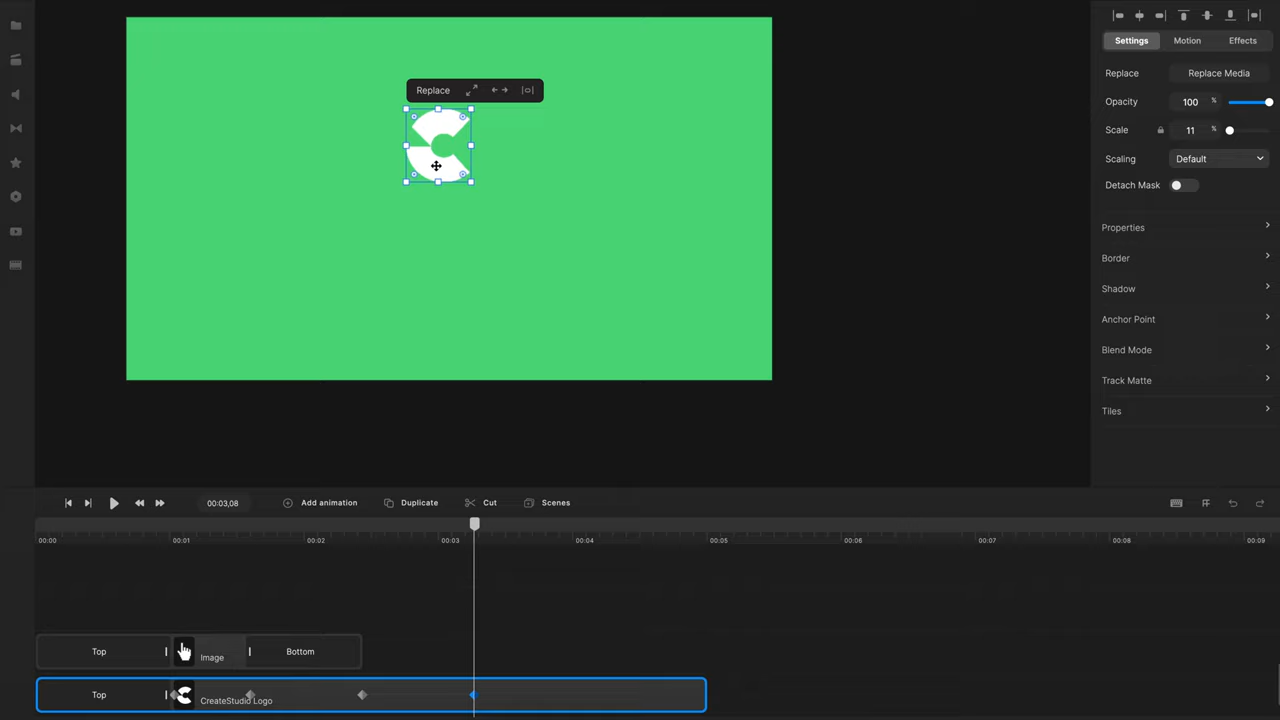 Replace
Settings Motion Effects
Replace Replace Media
Opacity 100 %
Scale 11 %
Scaling Default
Detach Mask
Properties
Border
Shadow
Anchor Point
Blend Mode
Track Matte
Tiles
00:03,08 Add animation Duplicate Cut Scenes
00:00 00:01 00:02 00:03 00:04 00:05 00:06 00:07 00:08 00:09
Top Image Bottom
Top CreateStudio Logo